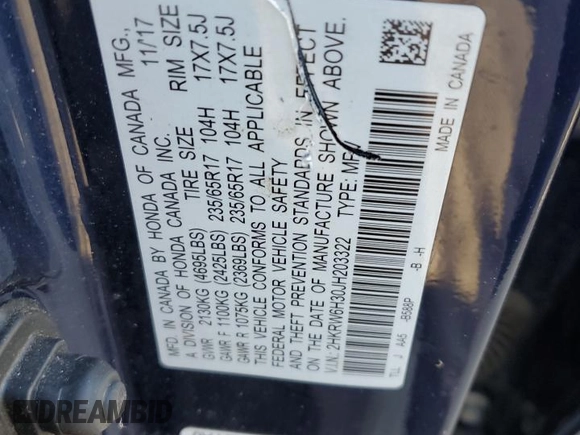 MFD. IN CANADA BY HONDA OF CANADA MFG.,
A DIVISION OF HONDA CANADA INC. 11/17
TIRE SIZE RIM SIZE
GVWR 2130KG (4695LBS)
GAWR F 1100KG (2425LBS) 235/65R17 104H 17X7.5J
GAWR R 1075KG (2369LBS) 235/65R17 104H 17X7.5J
THIS VEHICLE CONFORMS TO ALL APPLICABLE
FEDERAL MOTOR VEHICLE SAFETY
AND THEFT PREVENTION STANDARDS IN EFFECT
ON THE DATE OF MANUFACTURE SHOWN ABOVE.
V.I.N.: 2HKRW6H30JH203322 TYPE:
TLL J AA5 -B588P -B -H MADE IN CANADA
DREAMBID